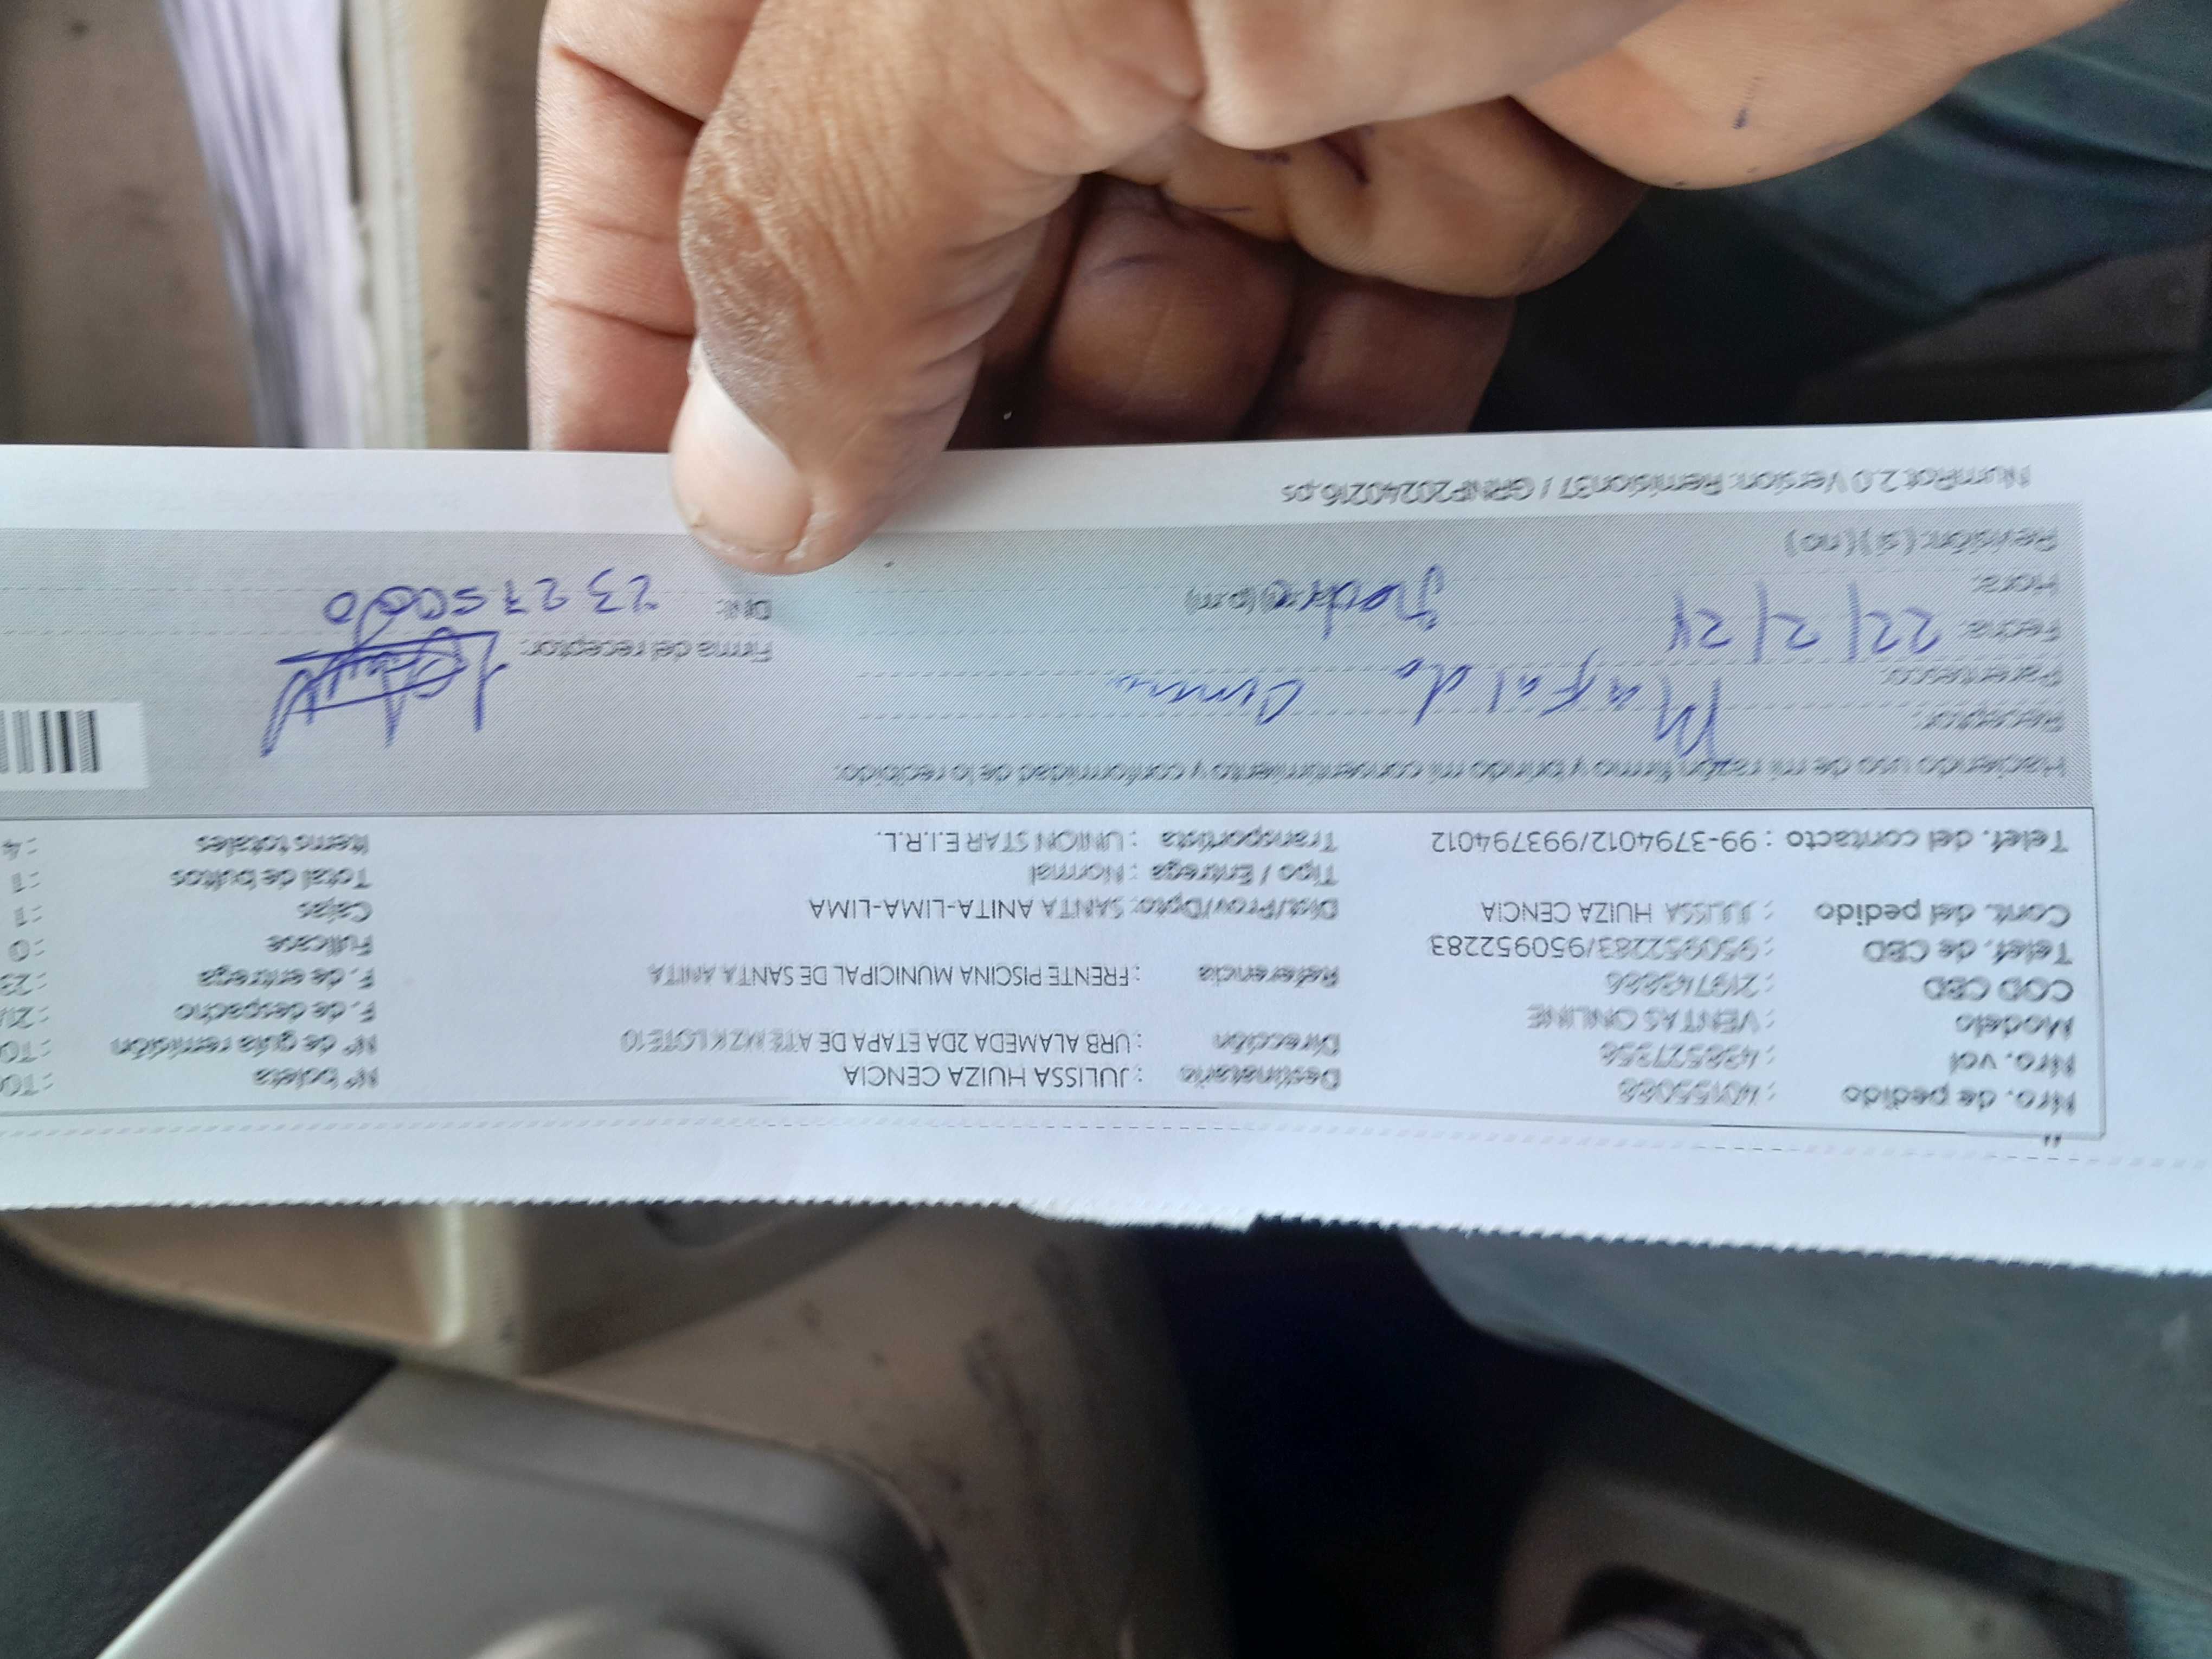 Nro. de pedido : 40155088 Destinatario : JULISSA HUIZA CENCIA N° boleta
Nro. vol : 438527358 Dirección : URB ALAMEDA 2DA ETAPA DE ATE MZ K LOTE 10 N° de guía remisión
Modelo : VENTAS ONLINE F. de despacho
COD CBD : 219743886 Referencia : FRENTE PISCINA MUNICIPAL DE SANTA ANITA F. de entrega
Telef. de CBD : 950952283/950952283 Fullcase : 0
Cont. del pedido : JULISSA HUIZA CENCIA Dist/Prov/Dpto: SANTA ANITA-LIMA-LIMA Cajas : 1
Tipo / Entrega : Normal Total de bultos : 1
Telef. del contacto : 99-3794012/993794012 Transportista : UNION STAR E.I.R.L. Items totales : 4
Haciendo uso de mi razón firmo y brindo mi consentimiento y conformidad de lo recibido:
Receptor: Mafalda
Parentesco: Firma del receptor:
Fecha: 22/2/24
Hora: (a.m) (p.m) DNI:
Revisión: (si) (no)
NumRot 2.0 Version: Remision37 / GRNP20240216.ps